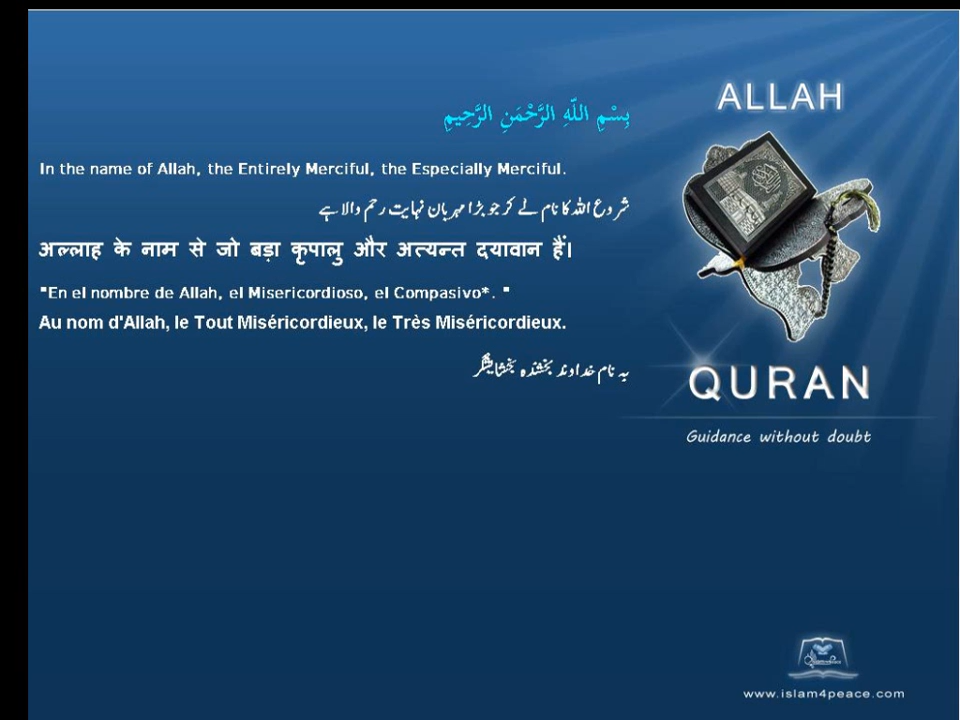 بِسْمِ اللَّهِ الرَّحْمَنِ الرَّحِيمِ
In the name of Allah, the Entirely Merciful, the Especially Merciful.
شروع الله کا نام لے کر جو بڑا مہربان نہایت رحم والا ہے
अल्लाह के नाम से जो बड़ा कृपालु और अत्यन्त दयावान हैं।
"En el nombre de Allah, el Misericordioso, el Compasivo*. "
Au nom d'Allah, le Tout Miséricordieux, le Très Miséricordieux.
به نام خداوند بخشنده بخشایشگر
ALLAH
QURAN
Guidance without doubt
www.islam4peace.com